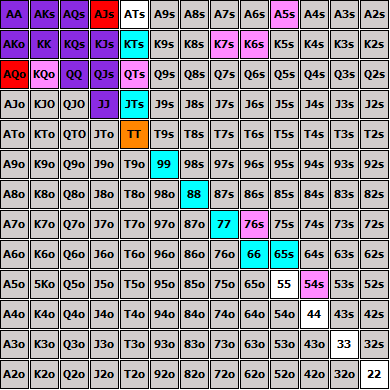 AA AKs AQs AJs ATs A9s A8s A7s A6s A5s A4s A3s A2s
AKo KK KQs KJs KTs K9s K8s K7s K6s K5s K4s K3s K2s
AQo KQo QQ QJs QTs Q9s Q8s Q7s Q6s Q5s Q4s Q3s Q2s
AJo KJO QJO JJ JTs J9s J8s J7s J6s J5s J4s J3s J2s
ATo KTo QTO JTo TT T9s T8s T7s T6s T5s T4s T3s T2s
A9o K9o Q9o J9o T9o 99 98s 97s 96s 95s 94s 93s 92s
A8o K8o Q8o J8o T8o 98o 88 87s 86s 85s 84s 83s 82s
A7o K7o Q7o J7o T7o 97o 87o 77 76s 75s 74s 73s 72s
A6o K6o Q6o J6o T6o 96o 86o 76o 66 65s 64s 63s 62s
A5o 5Ko Q5o J5o T5o 95o 85o 75o 65o 55 54s 53s 52s
A4o K4o Q4o J4o T4o 94o 84o 74o 64o 54o 44 43s 42s
A3o K3o Q3o J3o T3o 93o 83o 73o 63o 53o 43o 33 32s
A2o K2o Q2o J2o T2o 92o 82o 72o 62o 52o 42o 32o 22